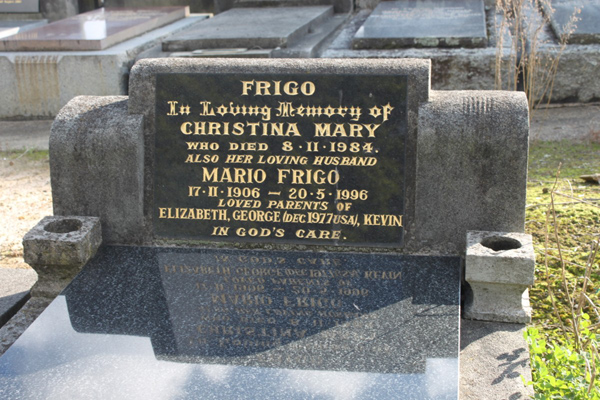 FRIGO
In Loving Memory of
CHRISTINA MARY
WHO DIED 8·11·1984.
ALSO HER LOVING HUSBAND
MARIO FRIGO
17·11·1906 — 20·5·1996
LOVED PARENTS OF
ELIZABETH, GEORGE (DEC 1977 USA), KEVIN
IN GOD'S CARE.